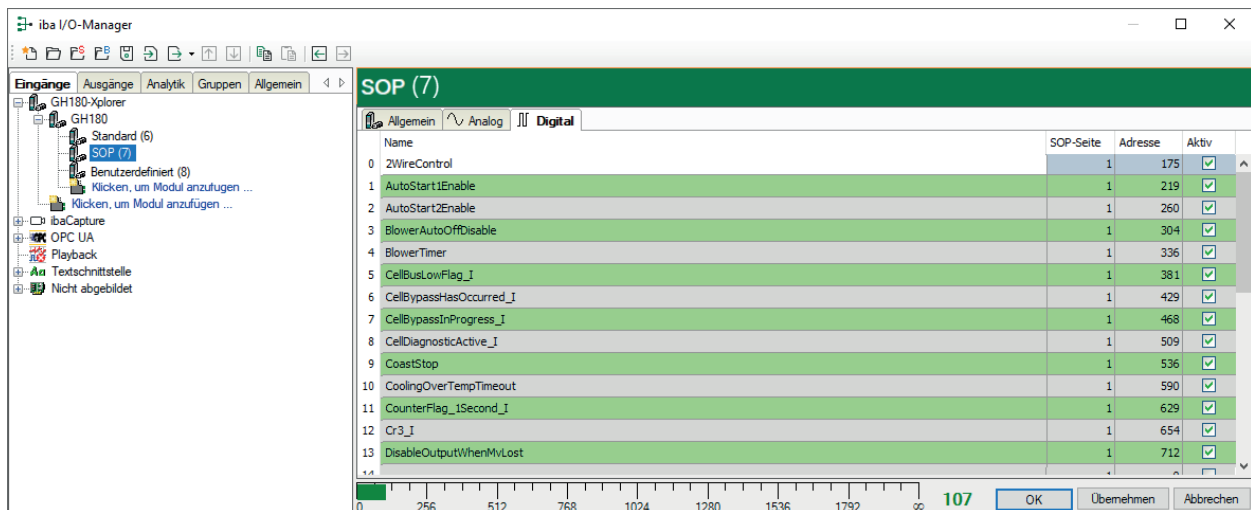 iba I/O-Manager
Eingänge Ausgänge Analytik Gruppen Allgemein
GH180-Xplorer
GH180
Standard (6)
SOP (7)
Benutzerdefiniert (8)
Klicken, um Modul anzufugen ...
Klicken, um Modul anzufügen ...
ibaCapture
OPC UA
Playback
Textschnittstelle
Nicht abgebildet
SOP (7)
Allgemein Analog Digital
Name SOP-Seite Adresse Aktiv
0 2WireControl 1 175
1 AutoStart1Enable 1 219
2 AutoStart2Enable 1 260
3 BlowerAutoOffDisable 1 304
4 BlowerTimer 1 336
5 CellBusLowFlag_I 1 381
6 CellBypassHasOccurred_I 1 429
7 CellBypassInProgress_I 1 468
8 CellDiagnosticActive_I 1 509
9 CoastStop 1 536
10 CoolingOverTempTimeout 1 590
11 CounterFlag_1Second_I 1 629
12 Cr3_I 1 654
13 DisableOutputWhenMvLost 1 712
0 256 512 768 1024 1280 1536 1792 99
107
OK Übernehmen Abbrechen